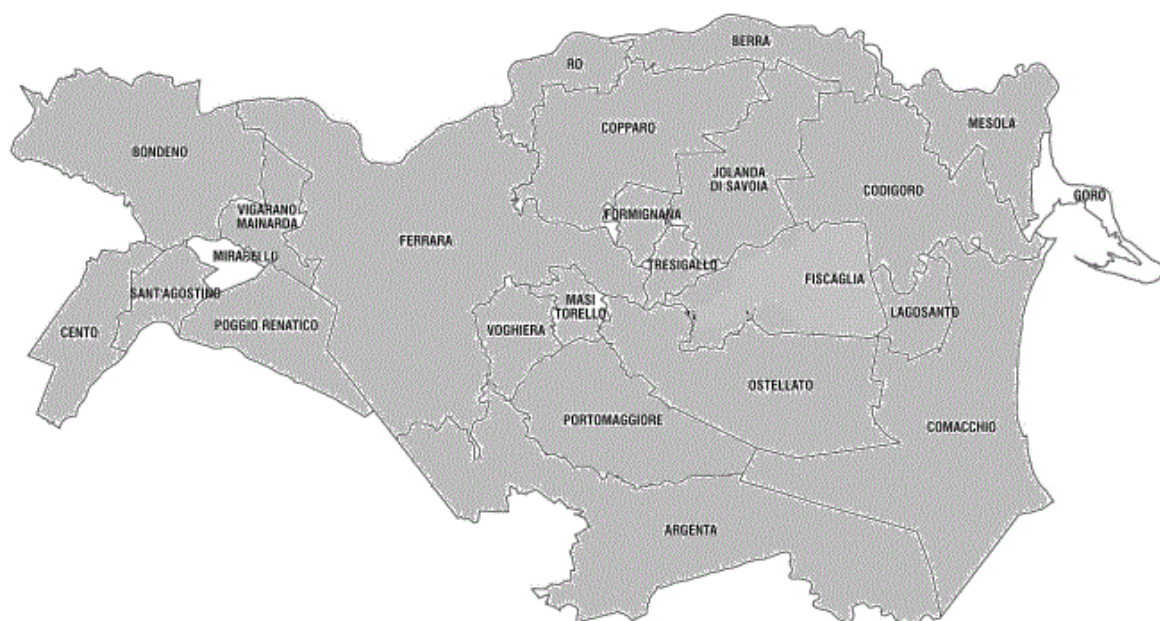 BERRA
RO
COPPARO
MESOLA
BONDENO
JOLANDA
DI SAVOIA
CODIGORO
GORO
VIGARANO
MAINARDA
FORMIGNANA
FERRARA
MIRABELLO
TRESIGALLO
FISCAGLIA
SANT'AGOSTINO
MASI
TORELLO
LAGOSANTO
CENTO
POGGIO RENATICO
VOGHIERA
OSTELLATO
PORTOMAGGIORE
COMACCHIO
ARGENTA